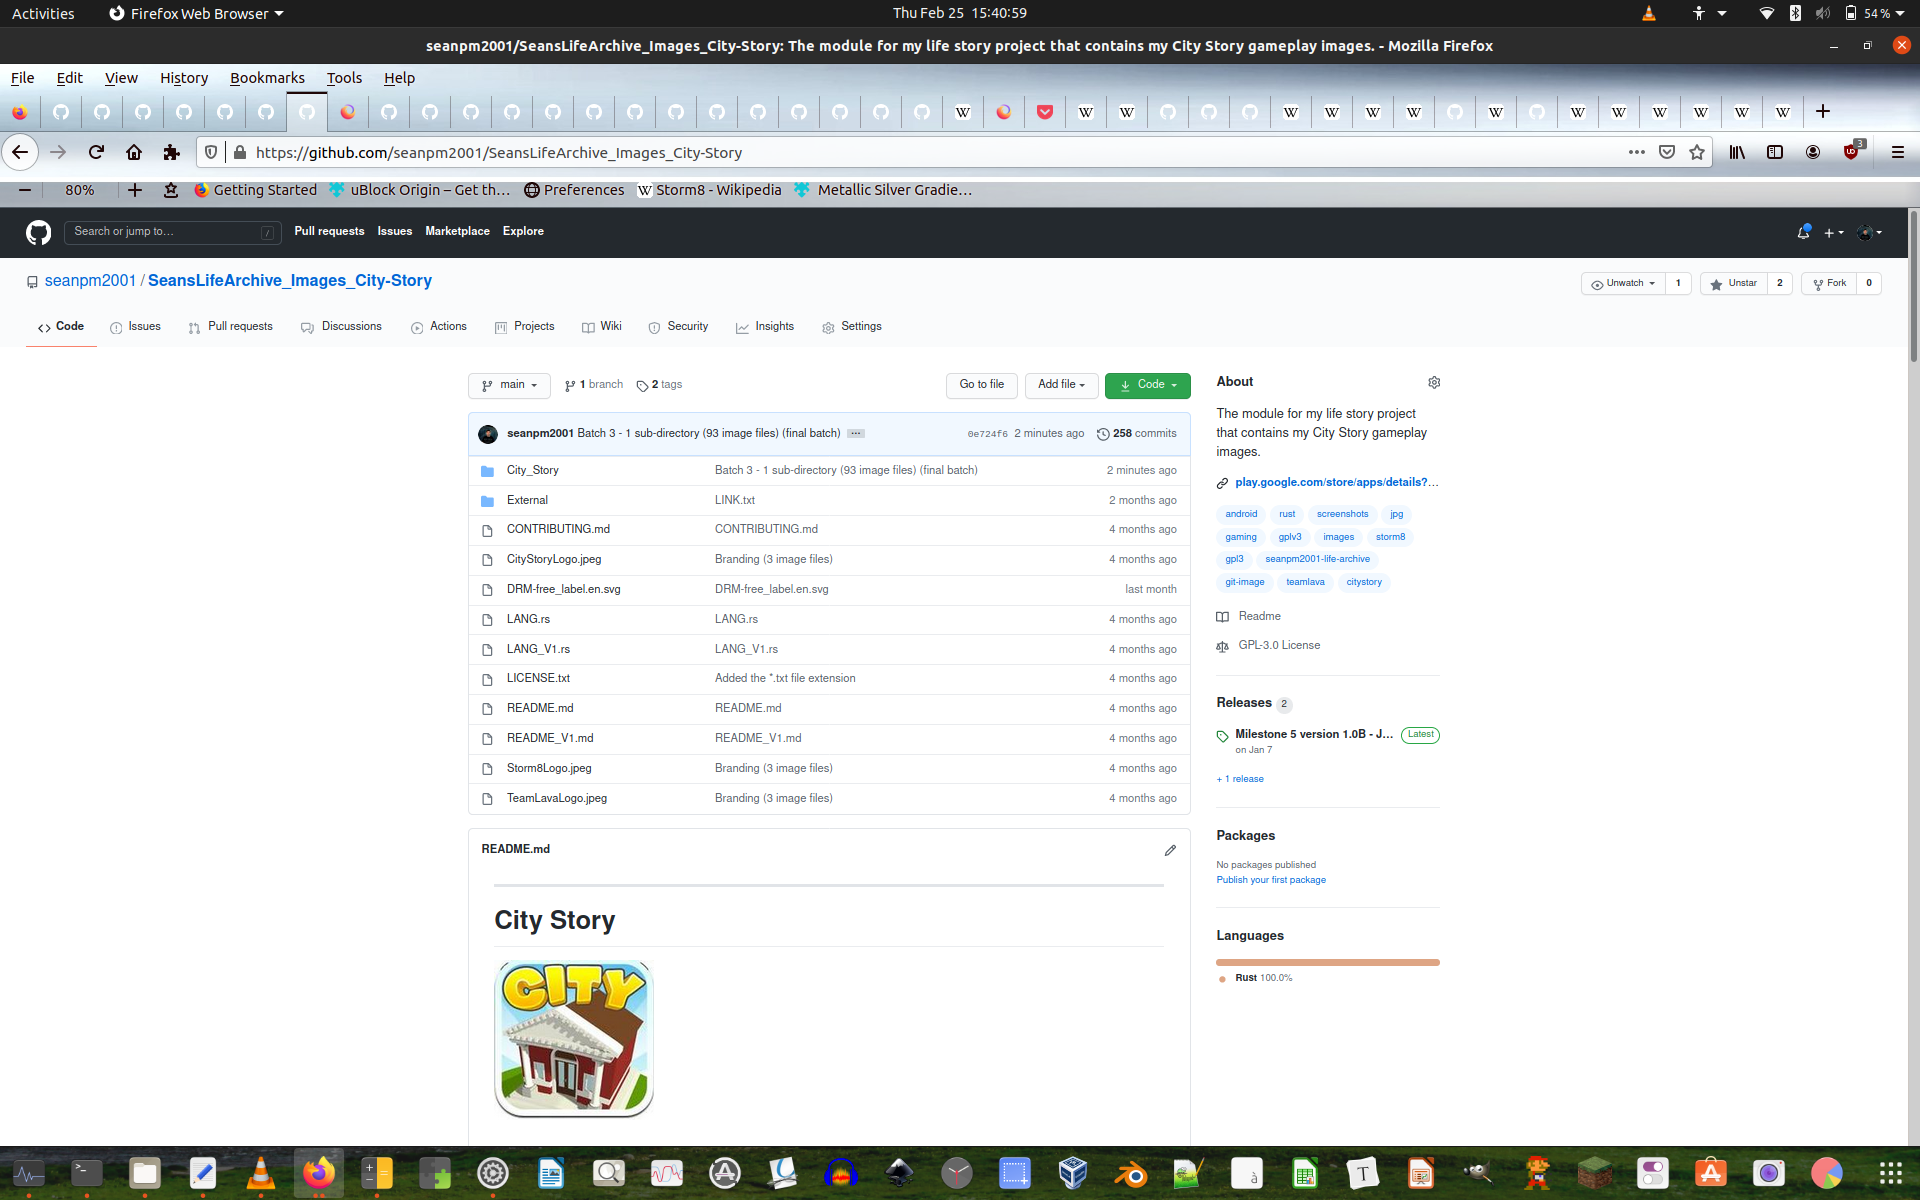 Activities Firefox Web Browser Thu Feb 25 15:40:59 54 %
seanpm2001/SeansLifeArchive_Images_City-Story: The module for my life story project that contains my City Story gameplay images. - Mozilla Firefox
File Edit View History Bookmarks Tools Help
https://github.com/seanpm2001/SeansLifeArchive_Images_City-Story 3
80% Getting Started uBlock Origin – Get th… Preferences Storm8 - Wikipedia Metallic Silver Gradie…
Search or jump to… / Pull requests Issues Marketplace Explore
seanpm2001 / SeansLifeArchive_Images_City-Story Unwatch 1 Unstar 2 Fork 0
Code Issues Pull requests Discussions Actions Projects Wiki Security Insights Settings
main 1 branch 2 tags Go to file Add file Code
seanpm2001 Batch 3 - 1 sub-directory (93 image files) (final batch) ... 0e724f6 2 minutes ago 258 commits
City_Story Batch 3 - 1 sub-directory (93 image files) (final batch) 2 minutes ago
External LINK.txt 2 months ago
CONTRIBUTING.md CONTRIBUTING.md 4 months ago
CityStoryLogo.jpeg Branding (3 image files) 4 months ago
DRM-free_label.en.svg DRM-free_label.en.svg last month
LANG.rs LANG.rs 4 months ago
LANG_V1.rs LANG_V1.rs 4 months ago
LICENSE.txt Added the *.txt file extension 4 months ago
README.md README.md 4 months ago
README_V1.md README_V1.md 4 months ago
Storm8Logo.jpeg Branding (3 image files) 4 months ago
TeamLavaLogo.jpeg Branding (3 image files) 4 months ago
README.md
City Story
CITY
About
The module for my life story project
that contains my City Story gameplay
images.
play.google.com/store/apps/details?…
android rust screenshots jpg
gaming gplv3 images storm8
gpl3 seanpm2001-life-archive
git-image teamlava citystory
Readme
GPL-3.0 License
Releases 2
Milestone 5 version 1.0B - J… Latest
on Jan 7
+ 1 release
Packages
No packages published
Publish your first package
Languages
Rust 100.0%